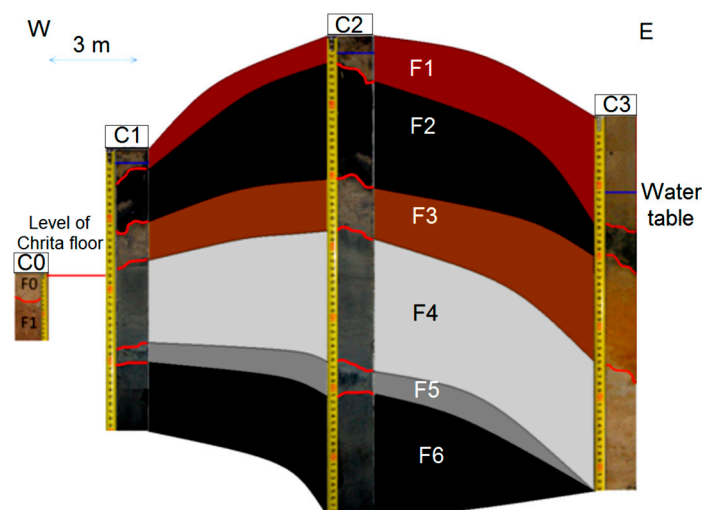 W
C2
E
3 m
F1
C3
F2
C1
Water
table
F3
Level of
Chrita floor
C0
F0
F1
F4
F5
F6